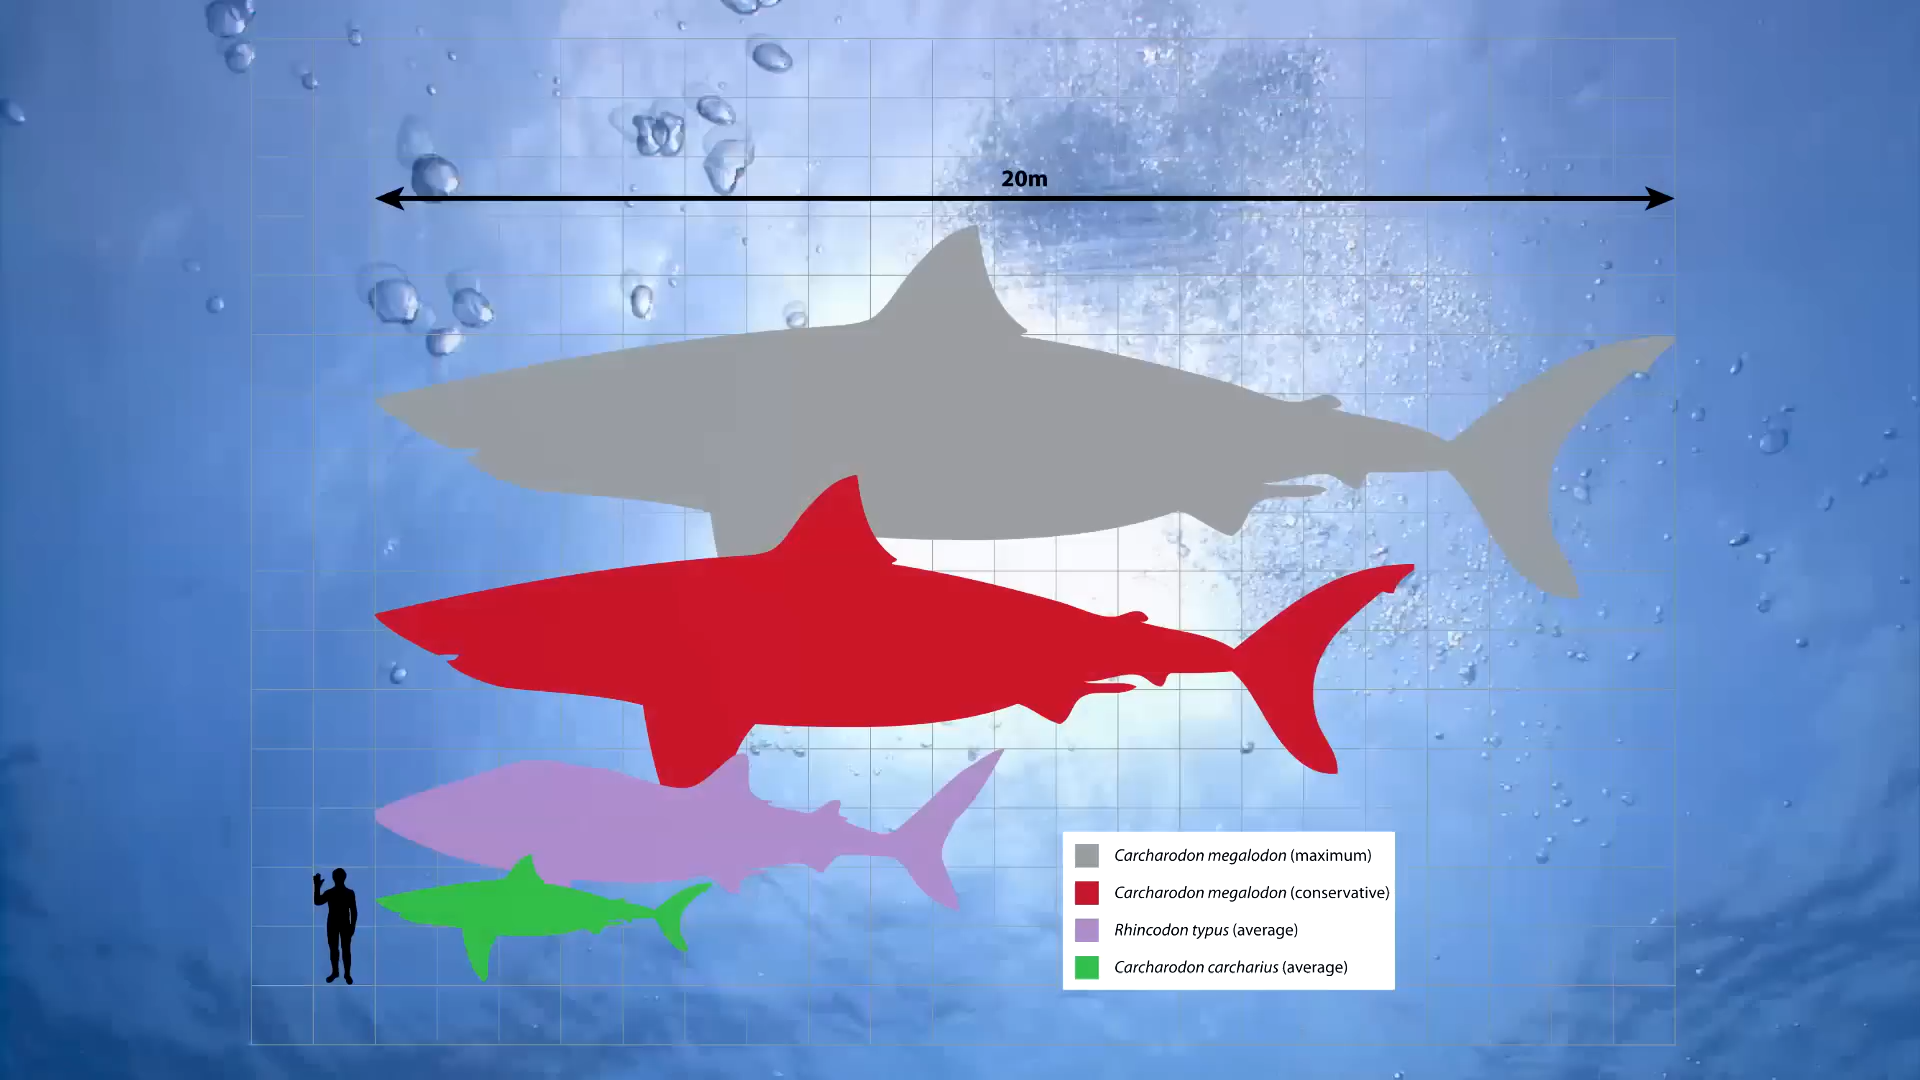 20m
Carcharodon megalodon (maximum)
Carcharodon megalodon (conservative)
Rhincodon typus (average)
Carcharodon carcharius (average)